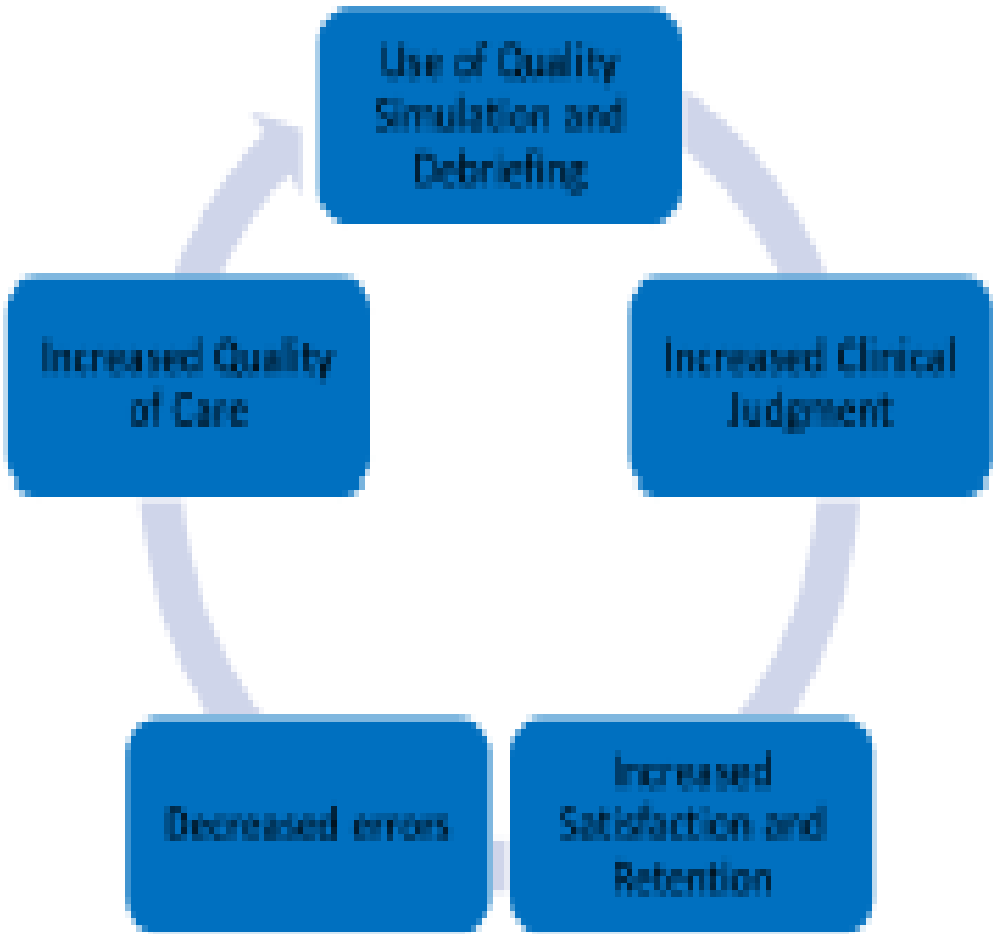 Use of Quality
Simulation and
Debriefing
Increased Clinical
Judgment
Increased
Satisfaction and
Retention
Decreased errors
Increased Quality
of Care